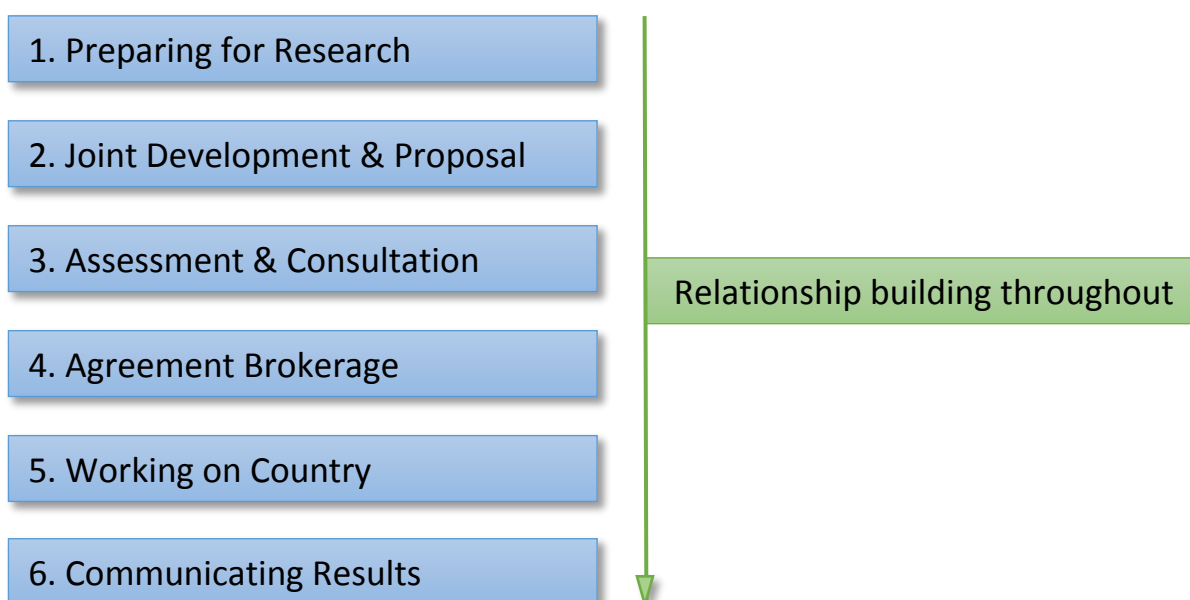 1. Preparing for Research
2. Joint Development & Proposal
3. Assessment & Consultation
Relationship building throughout
4. Agreement Brokerage
5. Working on Country
6. Communicating Results